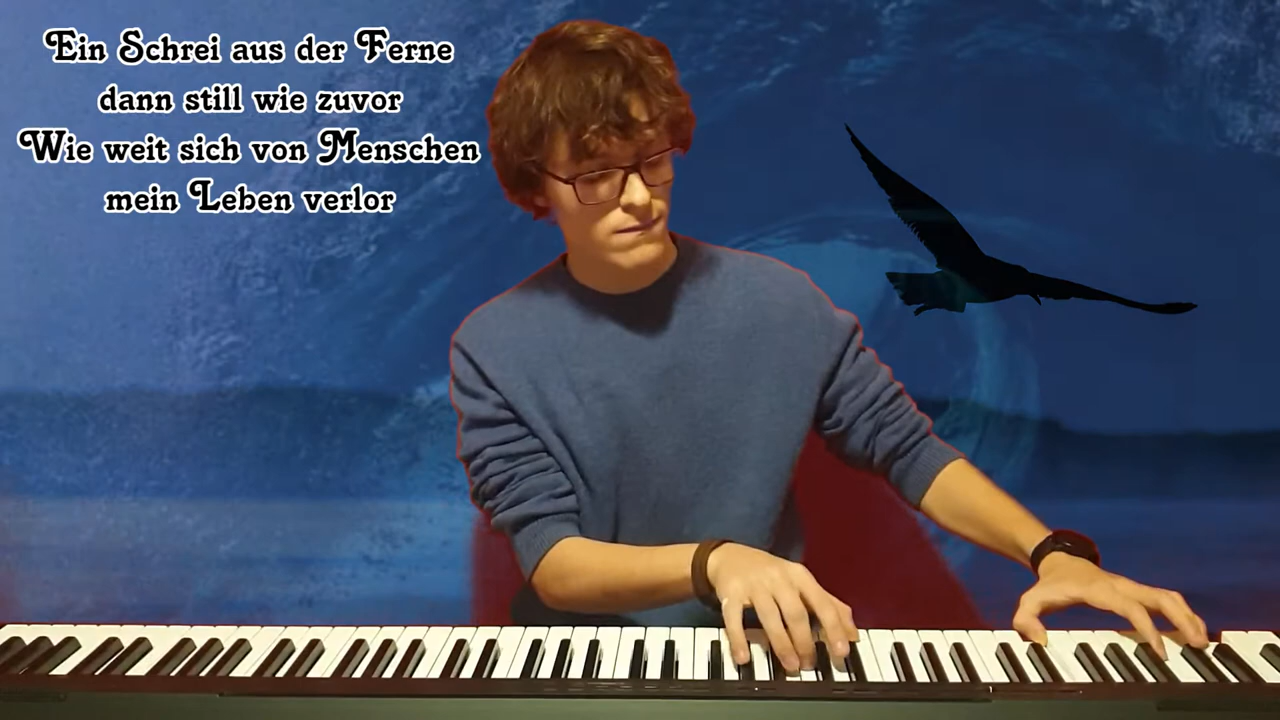 Ein Schrei aus der Ferne
dann still wie zuvor
Wie weit sich von Menschen
mein Leben verlor